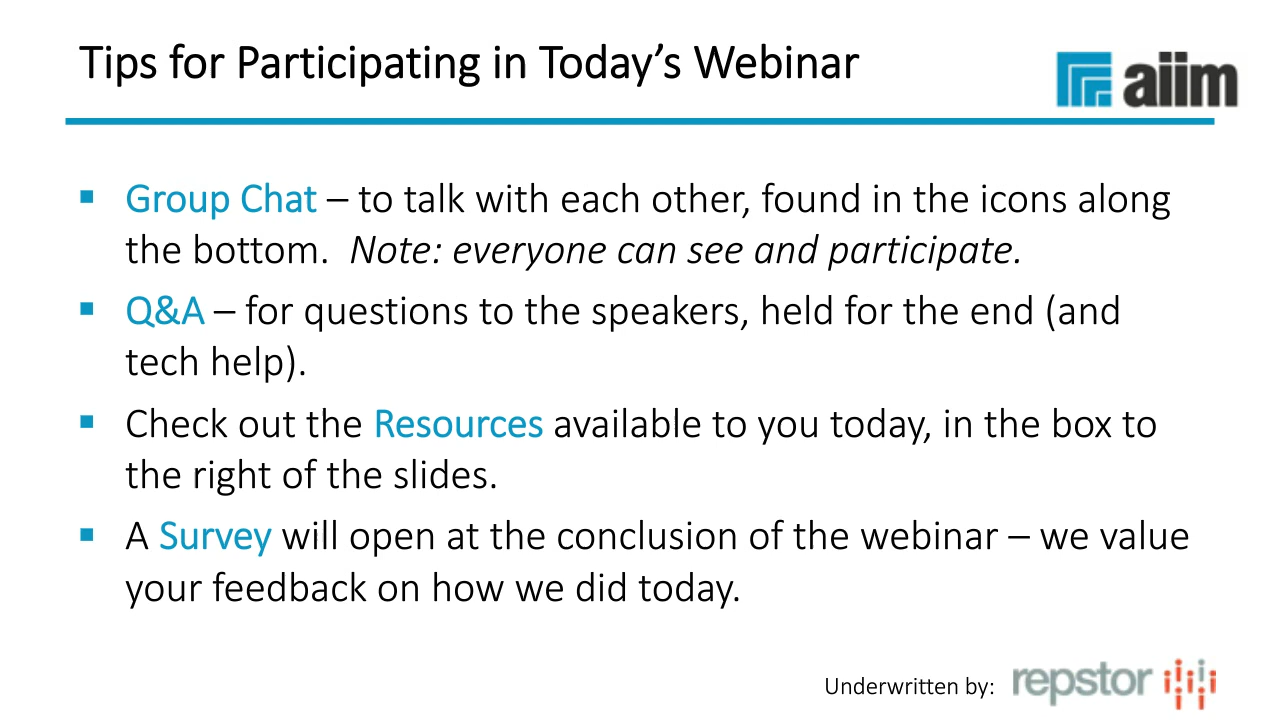 Tips for Participating in Today’s Webinar
aiim
▪ Group Chat – to talk with each other, found in the icons along
the bottom.  Note: everyone can see and participate.
▪ Q&A – for questions to the speakers, held for the end (and
tech help).
▪ Check out the Resources available to you today, in the box to
the right of the slides.
▪ A Survey will open at the conclusion of the webinar – we value
your feedback on how we did today.
Underwritten by: repstor